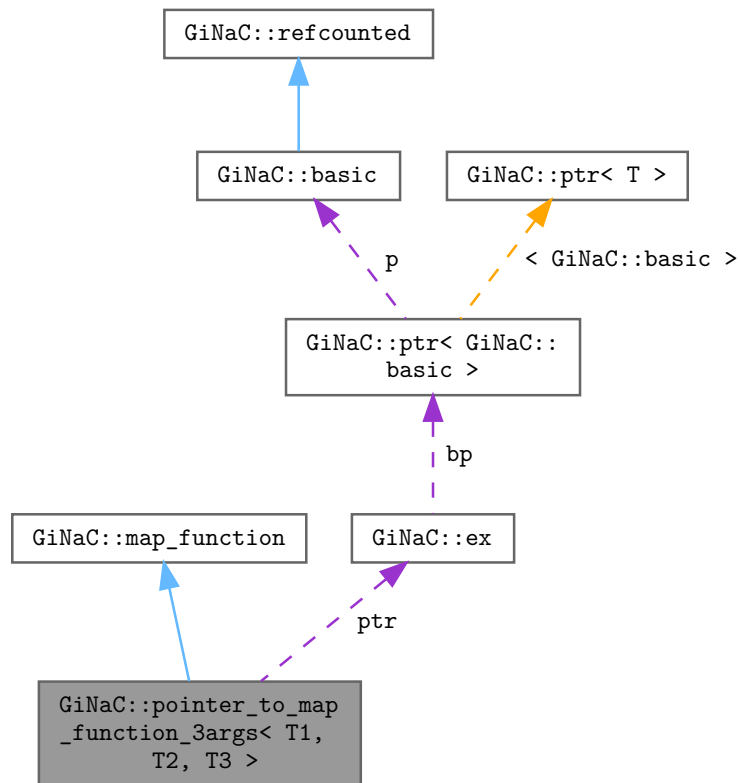 GiNaC::refcounted
GiNaC::basic
GiNaC::ptr< T >
p
< GiNaC::basic >
GiNaC::ptr< GiNaC::
basic >
bp
GiNaC::map_function
GiNaC::ex
ptr
GiNaC::pointer_to_map
_function_3args< T1,
T2, T3 >